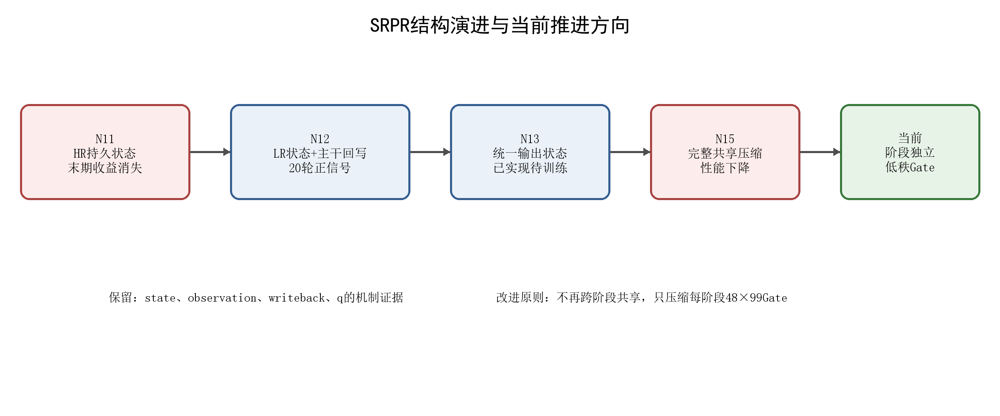 SRPR结构演进与当前推进方向
N11
HR持久状态
末期收益消失
N12
LR状态+主干回写
20轮正信号
N13
统一输出状态
已实现待训练
N15
完整共享压缩
性能下降
当前
阶段独立
低秩Gate
保留：state、observation、writeback、q的机制证据
改进原则：不再跨阶段共享，只压缩每阶段48×99Gate